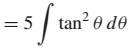 = 5 ∫ tan² θ dθ